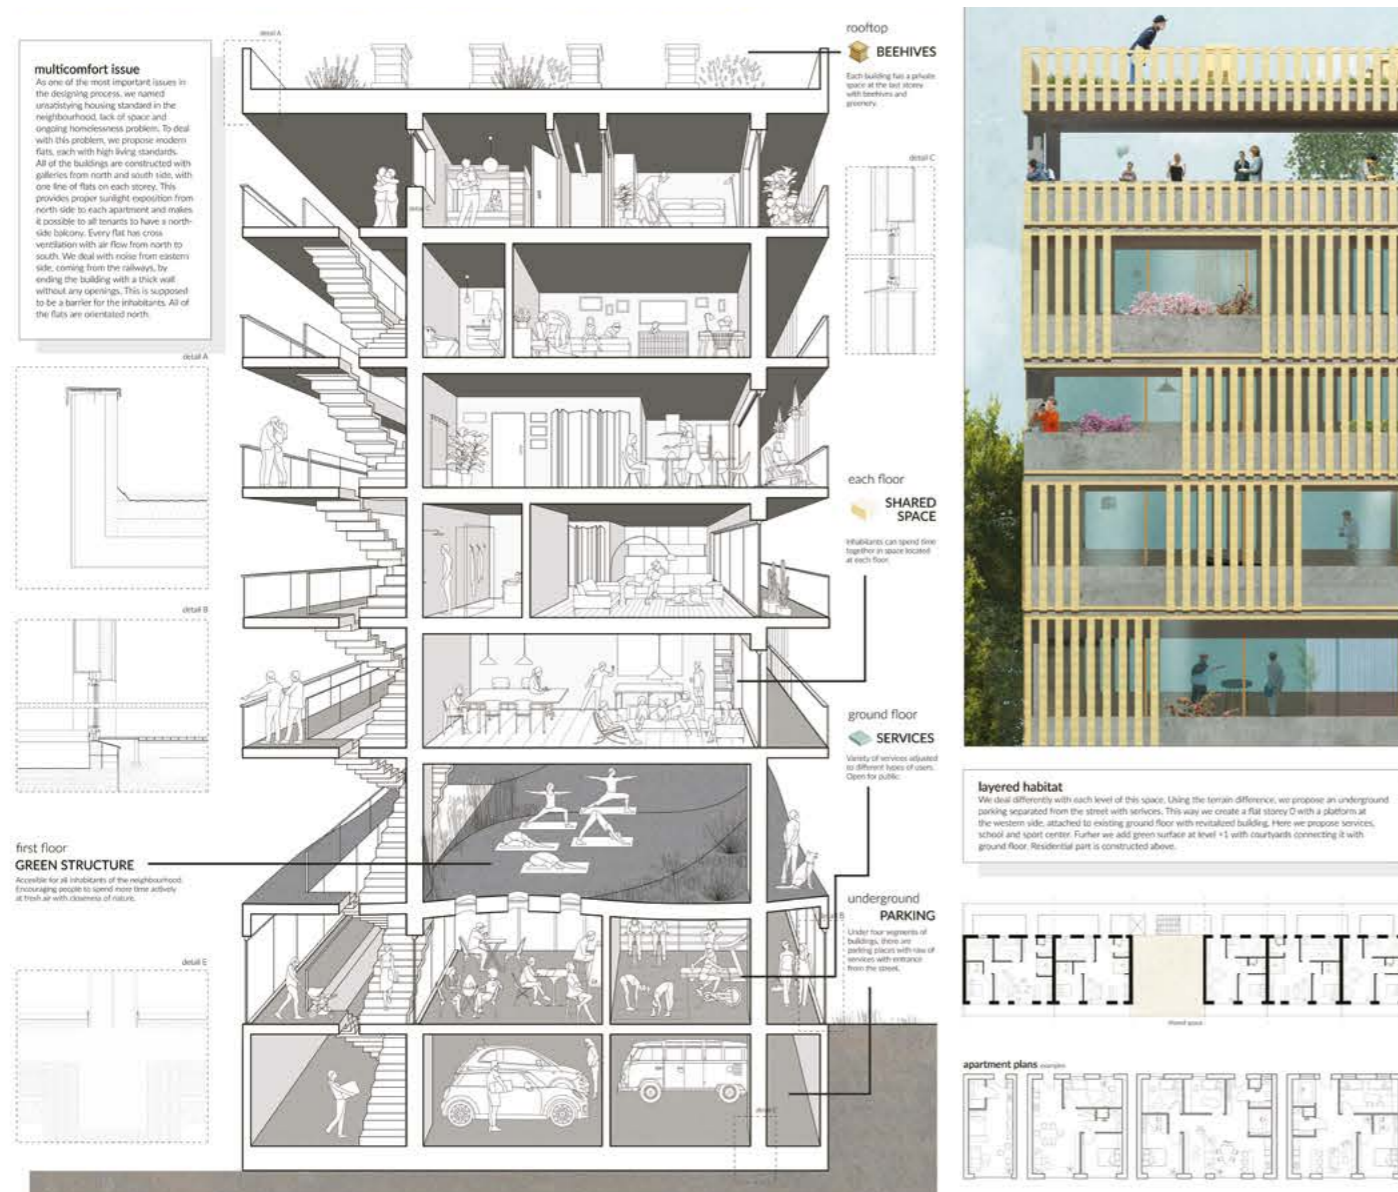 multicomfort issue
As one of the most important issues in
the designing process, we named
unsatistying housing standard in the
neighbourhood, lack of space and
ongoing homelessness problem. To deal
with this problem, we propose modern
flats, each with high living standards.
All of the buildings are constructed with
galleries from north and south side, with
one line of flats on each storey. This
provides proper sunlight exposition from
north side to each apartment and makes
it possible to all tenants to have a north-
side balcony. Every flat has cross
ventilation with air flow from north to
south. We deal with noise from eastern
side, coming from the railways, by
ending the building with a thick wall
without any openings. This is supposed
to be a barrier for the inhabitants. All of
the flats are orientated north.
detail A
detail A
detail B
first floor
GREEN STRUCTURE
Accesible for all inhabitants of the neighbourhood.
Encouraging people to spend more time actively
at fresh air with closeness of nature.
detail E
detail C
rooftop
BEEHIVES
Each building has a private
space at the last storey
with beehives and
greenery.
detail C
each floor
SHARED
SPACE
Inhabitants can spend time
together in space located
at each floor.
ground floor
SERVICES
Variety of services adjusted
to different types of users.
Open for public.
underground
PARKING
detail B
Under four segments of
buildings, there are
parking places with row of
services with entrance
from the street.
detail E
layered habitat
We deal differently with each level of this space. Using the terrain difference, we propose an underground
parking separated from the street with serivces. This way we create a flat storey 0 with a platform at
the western side, attached to existing ground floor with revitalized building. Here we propose services,
school and sport center. Furher we add green surface at level +1 with courtyards connecting it with
ground floor. Residential part is constructed above.
shared space
apartment plans examples